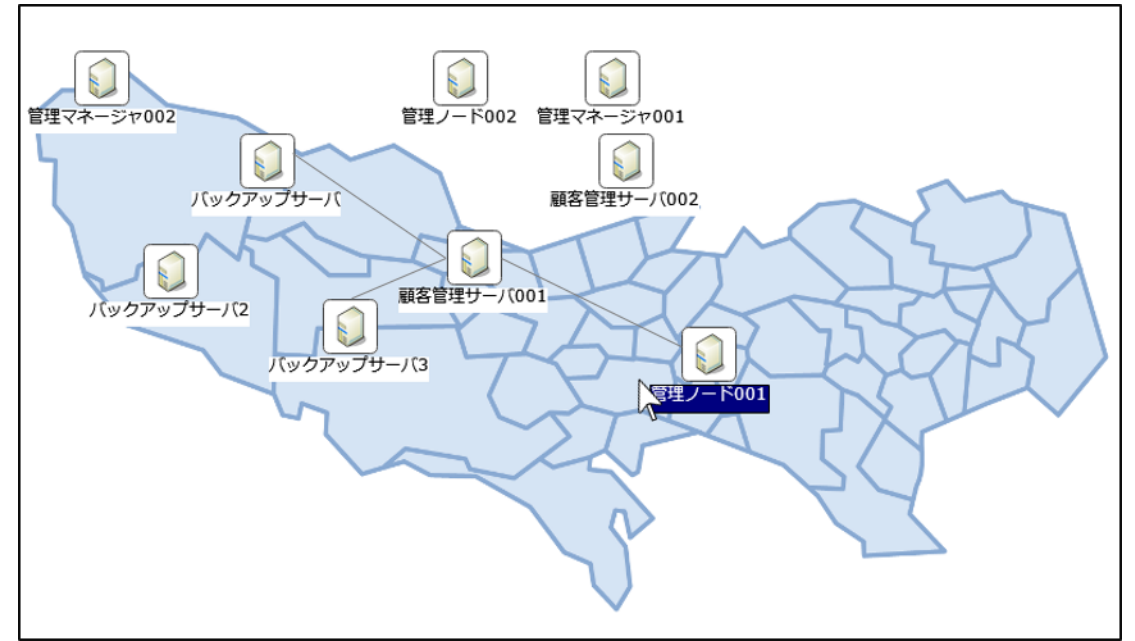 管理マネージャ002
管理ノード002
管理マネージャ001
バックアップサーバ
顧客管理サーバ002
バックアップサーバ2
顧客管理サーバ001
バックアップサーバ3
管理ノード001